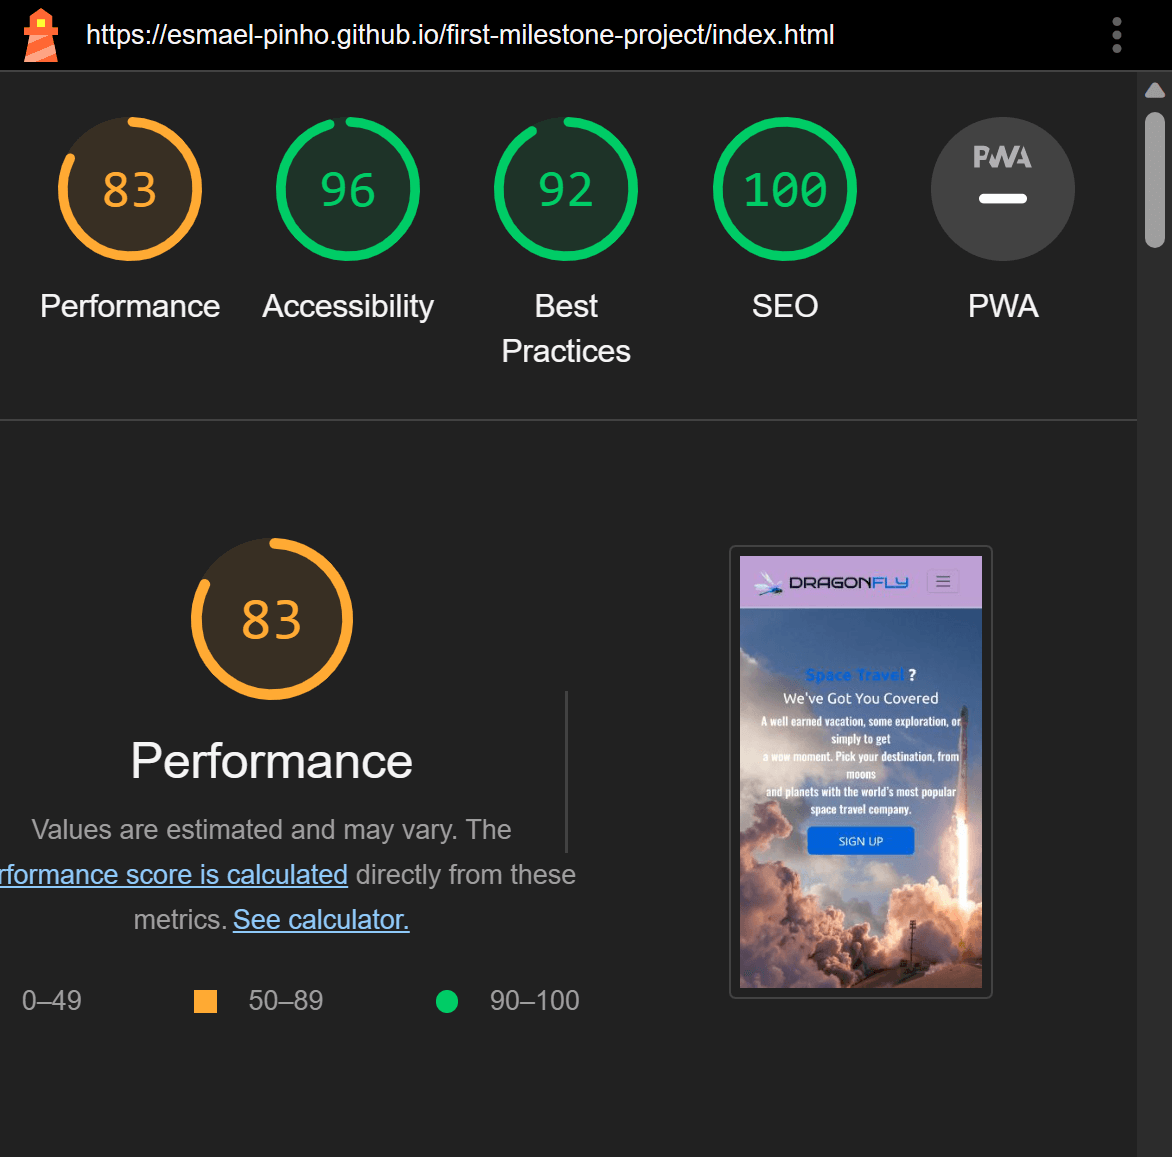 https://esmael-pinho.github.io/first-milestone-project/index.html
83
96
92
100
PWA
Performance
Accessibility
Best
Practices
SEO
PWA
83
Performance
Values are estimated and may vary. The
rformance score is calculated directly from these
metrics. See calculator.
0–49
50–89
90–100
DRAGONFLY
Space Travel ?
We've Got You Covered
A well earned vacation, some exploration, or
simply to get
a wow moment. Pick your destination, from
moons
and planets with the world's most popular
space travel company.
SIGN UP